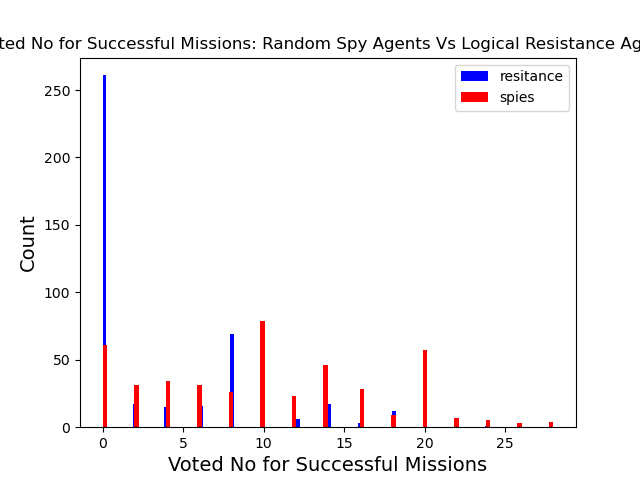 ted No for Successful Missions: Random Spy Agents Vs Logical Resistance Ag
resitance
spies
250
200
150
100
50
0
Count
0 5 10 15 20 25
Voted No for Successful Missions